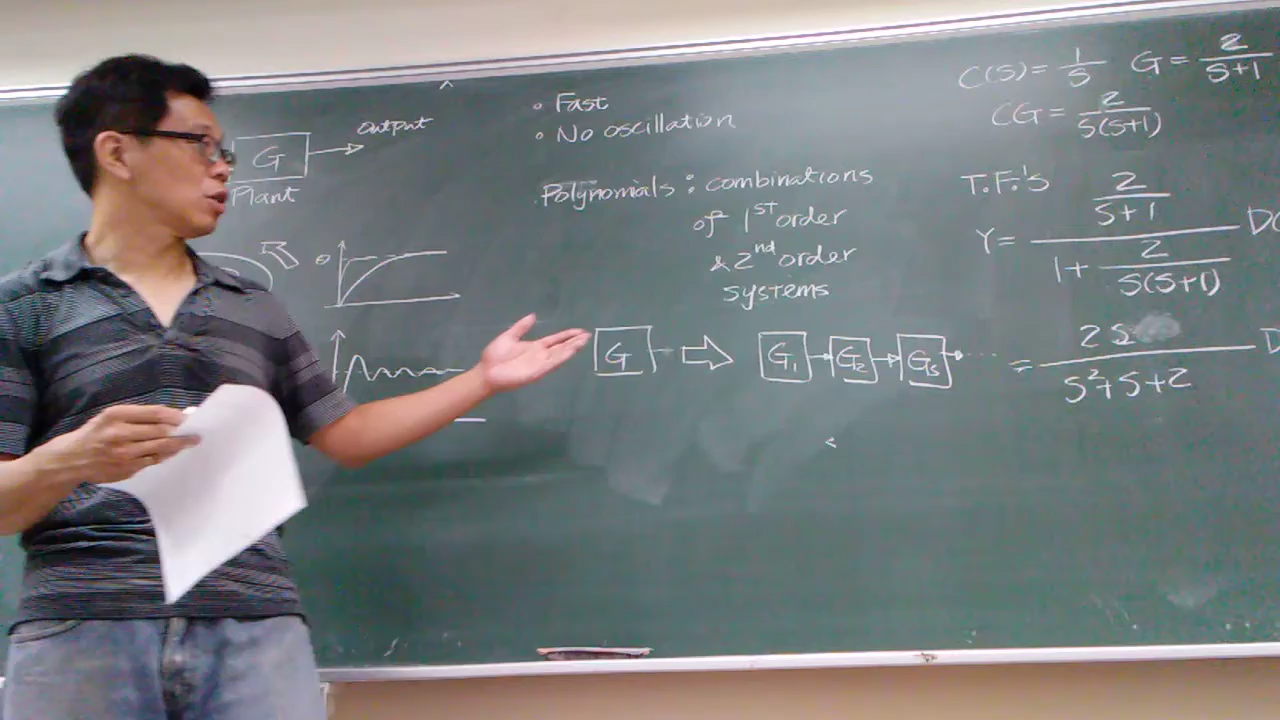 output
G
Plant
• Fast
• No oscillation
Polynomials : combinations
of 1ST order
& 2nd order
systems
G ⇒ G1 → G2 → G3 → ....
C(S) = 1/S G = 2/(S+1)
CG = 2/(S(S+1))
T.F.'s
Y = (2/(S+1)) / (1 + 2/(S(S+1))) DC
= 2S / (S²+S+2)